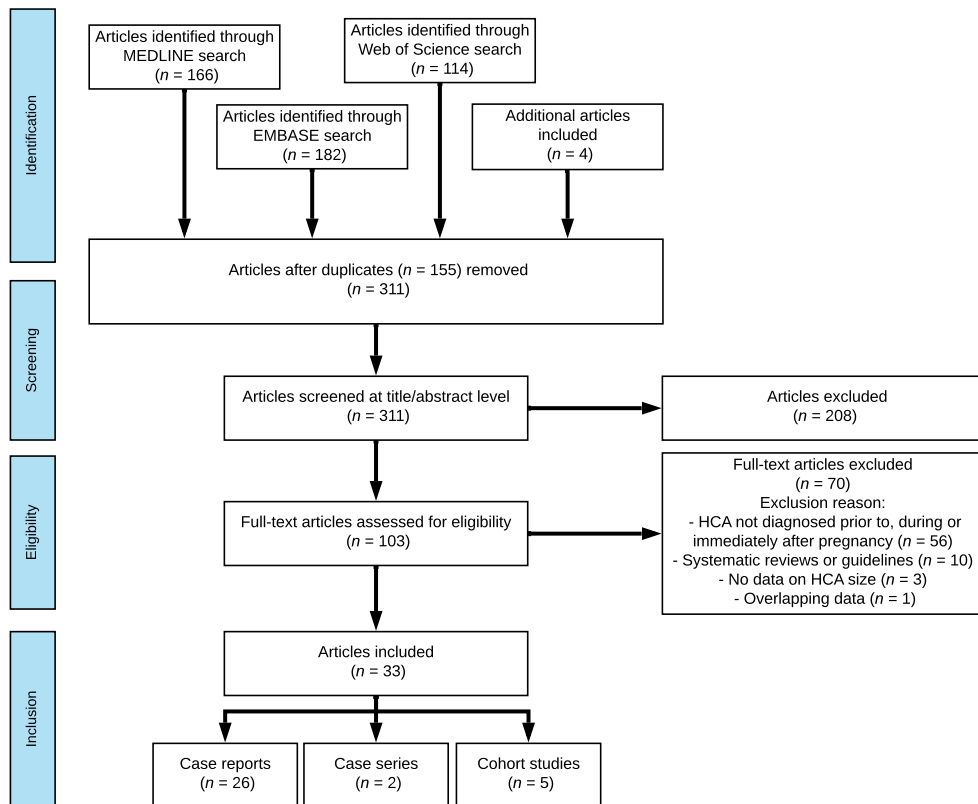 Identification
Articles identified through
MEDLINE search
(n = 166)
Articles identified through
Web of Science search
(n = 114)
Articles identified through
EMBASE search
(n = 182)
Additional articles
included
(n = 4)
Articles after duplicates (n = 155) removed
(n = 311)
Screening
Articles screened at title/abstract level
(n = 311)
Articles excluded
(n = 208)
Eligibility
Full-text articles assessed for eligibility
(n = 103)
Full-text articles excluded
(n = 70)
Exclusion reason:
- HCA not diagnosed prior to, during or
immediately after pregnancy (n = 56)
- Systematic reviews or guidelines (n = 10)
- No data on HCA size (n = 3)
- Overlapping data (n = 1)
Inclusion
Articles included
(n = 33)
Case reports
(n = 26)
Case series
(n = 2)
Cohort studies
(n = 5)